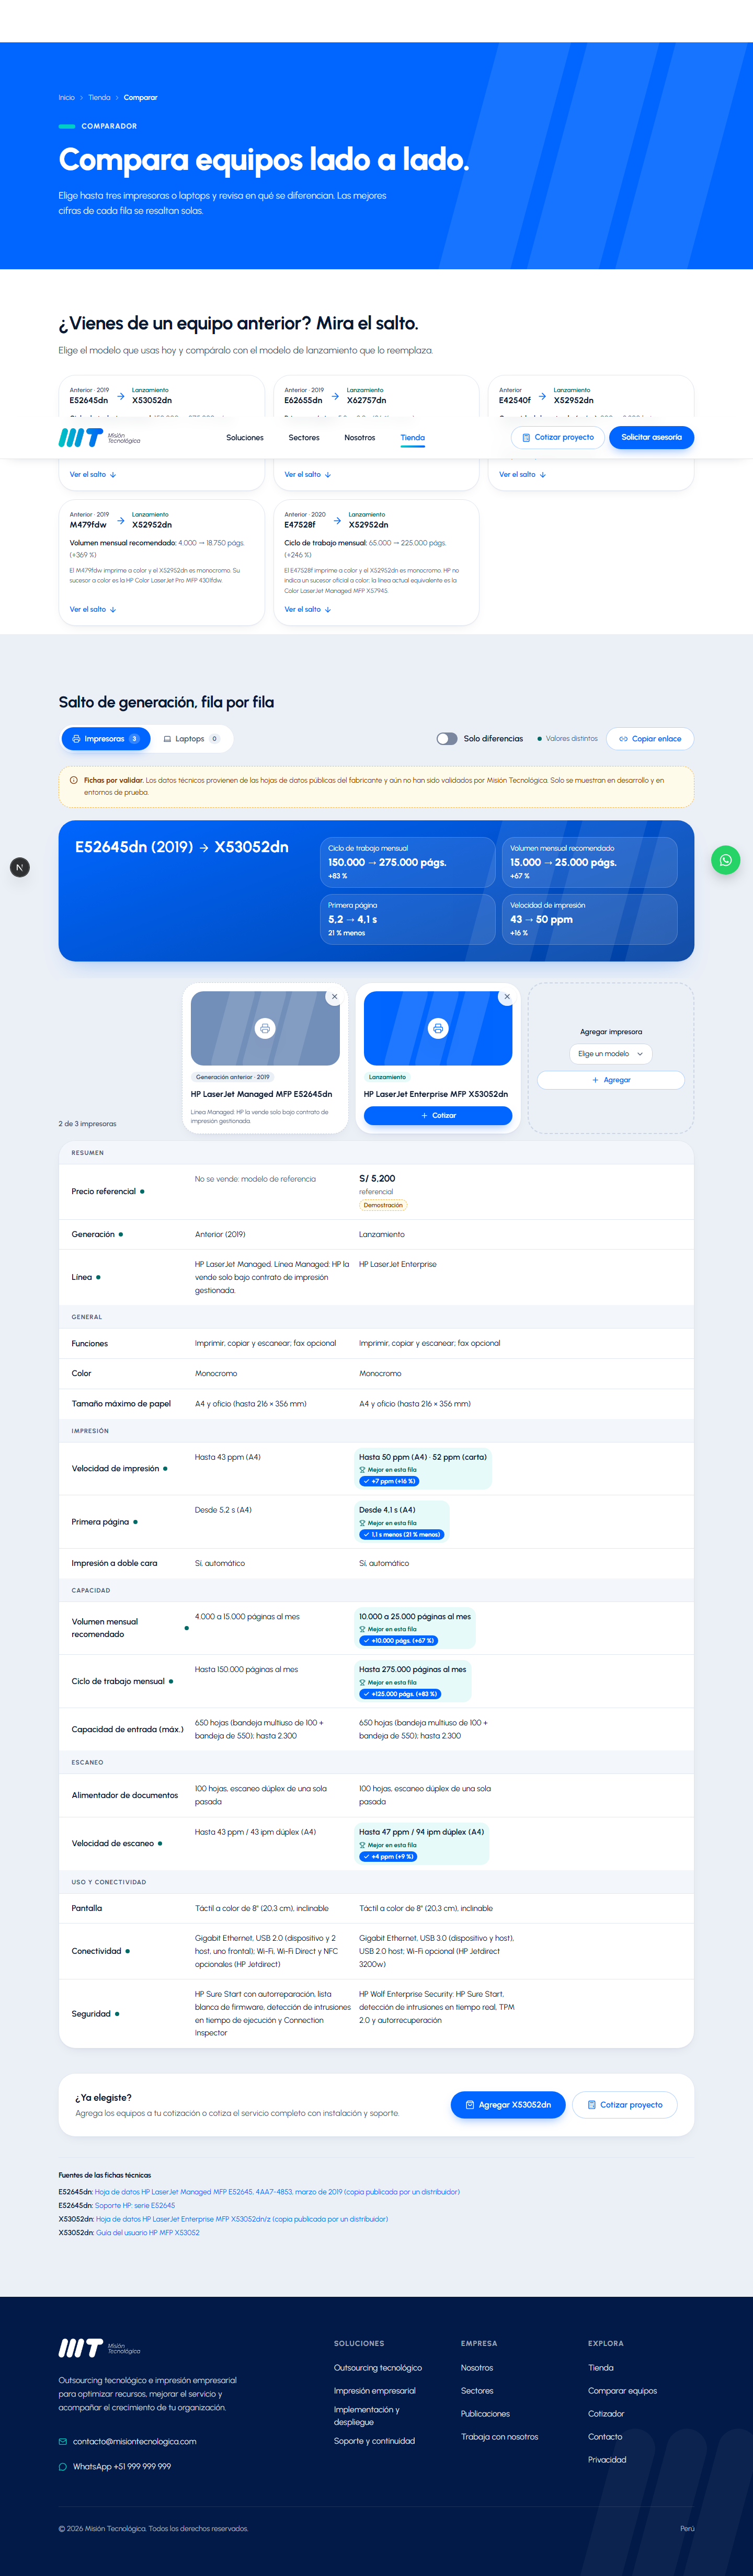 Inicio > Tienda > Comparar
COMPARADOR
Compara equipos lado a lado.
Elige hasta tres impresoras o laptops y revisa en qué se diferencian. Las mejores
cifras de cada fila se resaltan solas.
¿Vienes de un equipo anterior? Mira el salto.
Elige el modelo que usas hoy y compáralo con el modelo de lanzamiento que lo reemplaza.
Anterior · 2019
E52645dn
→
Lanzamiento
X53052dn
Anterior · 2019
E62655dn
→
Lanzamiento
X62757dn
Anterior
E42540f
→
Lanzamiento
X52952dn
MT Misión
Tecnológica
Soluciones
Sectores
Nosotros
Tienda
Cotizar proyecto
Solicitar asesoría
Ver el salto ↓
Ver el salto ↓
Ver el salto ↓
Anterior · 2019
M479fdw
→
Lanzamiento
X52952dn
Volumen mensual recomendado: 4.000 → 18.750 págs.
(+369 %)
El M479fdw imprime a color y el X52952dn es monocromo. Su
sucesor a color es la HP Color LaserJet Pro MFP 4301fdw.
Ver el salto ↓
Anterior · 2020
E47528f
→
Lanzamiento
X52952dn
Ciclo de trabajo mensual: 65.000 → 225.000 págs.
(+246 %)
El E47528f imprime a color y el X52952dn es monocromo. HP no
indica un sucesor oficial a color; la línea actual equivalente es la
Color LaserJet Managed MFP X57945.
Ver el salto ↓
Salto de generación, fila por fila
Impresoras 3
Laptops 0
Solo diferencias
Valores distintos
Copiar enlace
Fichas por validar. Los datos técnicos provienen de las hojas de datos públicas del fabricante y aún no han sido validados por Misión Tecnológica. Solo se muestran en desarrollo y en
entornos de prueba.
E52645dn (2019) → X53052dn
Ciclo de trabajo mensual
150.000 → 275.000 págs.
+83 %
Volumen mensual recomendado
15.000 → 25.000 págs.
+67 %
Primera página
5,2 → 4,1 s
21 % menos
Velocidad de impresión
43 → 50 ppm
+16 %
N
2 de 3 impresoras
Generación anterior · 2019
HP LaserJet Managed MFP E52645dn
Línea Managed: HP la vende solo bajo contrato de
impresión gestionada.
Lanzamiento
HP LaserJet Enterprise MFP X53052dn
+ Cotizar
Agregar impresora
Elige un modelo
+ Agregar
RESUMEN
Precio referencial
No se vende: modelo de referencia
S/ 5,200
referencial
Demostración
Generación
Anterior (2019)
Lanzamiento
Línea
HP LaserJet Managed. Línea Managed: HP la
vende solo bajo contrato de impresión
gestionada.
HP LaserJet Enterprise
GENERAL
Funciones
Imprimir, copiar y escanear; fax opcional
Imprimir, copiar y escanear; fax opcional
Color
Monocromo
Monocromo
Tamaño máximo de papel
A4 y oficio (hasta 216 × 356 mm)
A4 y oficio (hasta 216 × 356 mm)
IMPRESIÓN
Velocidad de impresión
Hasta 43 ppm (A4)
Hasta 50 ppm (A4) · 52 ppm (carta)
Mejor en esta fila
+7 ppm (+16 %)
Primera página
Desde 5,2 s (A4)
Desde 4,1 s (A4)
Mejor en esta fila
1,1 s menos (21 % menos)
Impresión a doble cara
Sí, automático
Sí, automático
CAPACIDAD
Volumen mensual
recomendado
4.000 a 15.000 páginas al mes
10.000 a 25.000 páginas al mes
Mejor en esta fila
+10.000 págs. (+67 %)
Ciclo de trabajo mensual
Hasta 150.000 páginas al mes
Hasta 275.000 páginas al mes
Mejor en esta fila
+125.000 págs. (+83 %)
Capacidad de entrada (máx.)
650 hojas (bandeja multiuso de 100 +
bandeja de 550); hasta 2.300
650 hojas (bandeja multiuso de 100 +
bandeja de 550); hasta 2.300
ESCANEO
Alimentador de documentos
100 hojas, escaneo dúplex de una sola
pasada
100 hojas, escaneo dúplex de una sola
pasada
Velocidad de escaneo
Hasta 43 ppm / 43 ipm dúplex (A4)
Hasta 47 ppm / 94 ipm dúplex (A4)
Mejor en esta fila
+4 ppm (+9 %)
USO Y CONECTIVIDAD
Pantalla
Táctil a color de 8" (20,3 cm), inclinable
Táctil a color de 8" (20,3 cm), inclinable
Conectividad
Gigabit Ethernet, USB 2.0 (dispositivo y 2
host, uno frontal); Wi-Fi, Wi-Fi Direct y NFC
opcionales (HP Jetdirect)
Gigabit Ethernet, USB 3.0 (dispositivo y host),
USB 2.0 host; Wi-Fi opcional (HP Jetdirect
3200w)
Seguridad
HP Sure Start con autorreparación, lista
blanca de firmware, detección de intrusiones
en tiempo de ejecución y Connection
Inspector
HP Wolf Enterprise Security: HP Sure Start,
detección de intrusiones en tiempo real, TPM
2.0 y autorrecuperación
¿Ya elegiste?
Agrega los equipos a tu cotización o cotiza el servicio completo con instalación y soporte.
Agregar X53052dn
Cotizar proyecto
Fuentes de las fichas técnicas
E52645dn: Hoja de datos HP LaserJet Managed MFP E52645, 4AA7-4853, marzo de 2019 (copia publicada por un distribuidor)
E52645dn: Soporte HP: serie E52645
X53052dn: Hoja de datos HP LaserJet Enterprise MFP X53052dn/z (copia publicada por un distribuidor)
X53052dn: Guía del usuario HP MFP X53052
MT Misión
Tecnológica
Outsourcing tecnológico e impresión empresarial
para optimizar recursos, mejorar el servicio y
acompañar el crecimiento de tu organización.
contacto@misiontecnologica.com
WhatsApp +51 999 999 999
SOLUCIONES
Outsourcing tecnológico
Impresión empresarial
Implementación y
despliegue
Soporte y continuidad
EMPRESA
Nosotros
Sectores
Publicaciones
Trabaja con nosotros
EXPLORA
Tienda
Comparar equipos
Cotizador
Contacto
Privacidad
© 2026 Misión Tecnológica. Todos los derechos reservados.
Perú